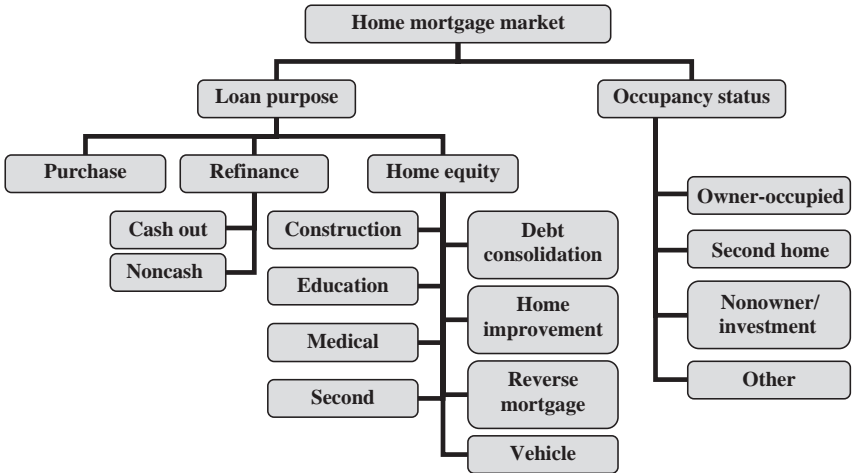 Home mortgage market
Loan purpose
Occupancy status
Purchase
Refinance
Home equity
Cash out
Noncash
Construction
Education
Medical
Second
Debt
consolidation
Home
improvement
Reverse
mortgage
Vehicle
Owner-occupied
Second home
Nonowner/
investment
Other